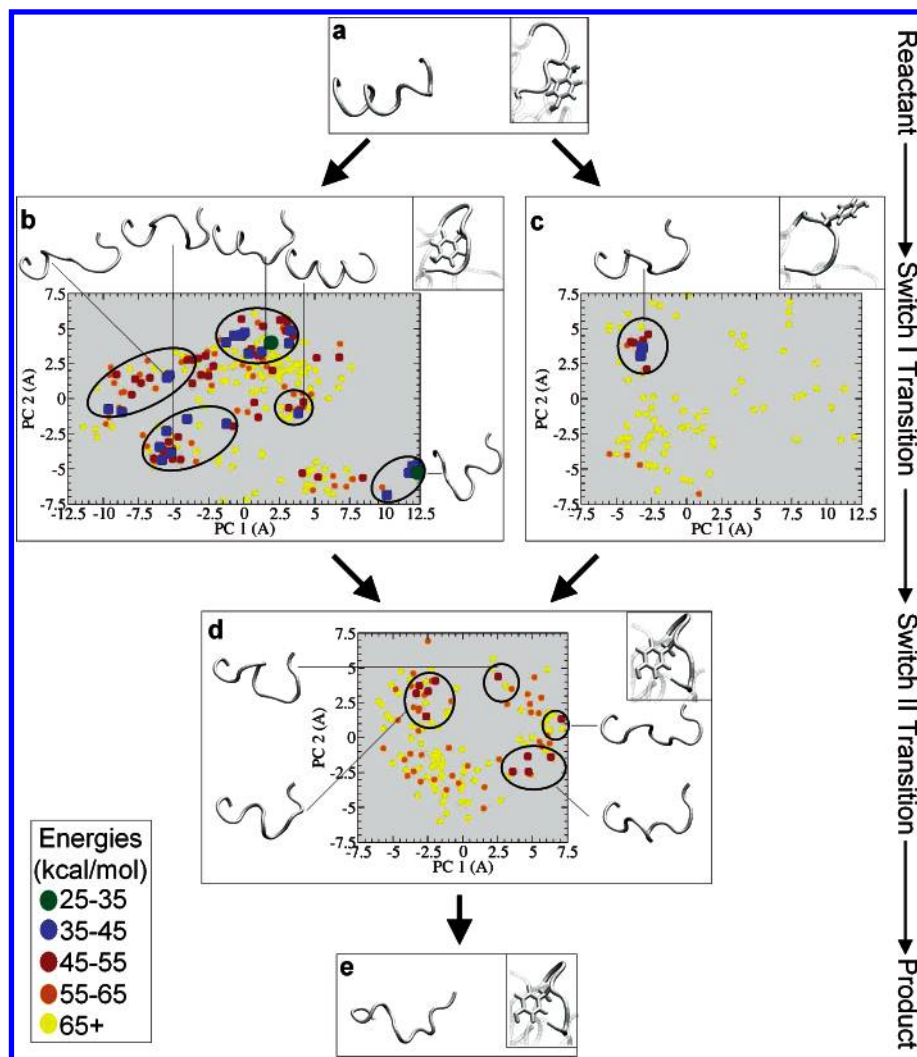 a
Reactant
b
c
Switch I Transition
7.5
5
2.5
0
-2.5
-5
-7.5
PC 2 (A)
-12.5 -10 -7.5 -5 -2.5 0 2.5 5 7.5 10 12.5
PC 1 (A)
7.5
5
2.5
0
-2.5
-5
-7.5
PC 2 (A)
-7.5 -5 -2.5 0 2.5 5 7.5 10 12.5
PC 1 (A)
d
Switch II Transition
7.5
5
2.5
0
-2.5
-5
-7.5
PC 2 (A)
-7.5 -5 -2.5 0 2.5 5 7.5
PC 1 (A)
Energies
(kcal/mol)
25-35
35-45
45-55
55-65
65+
e
Product